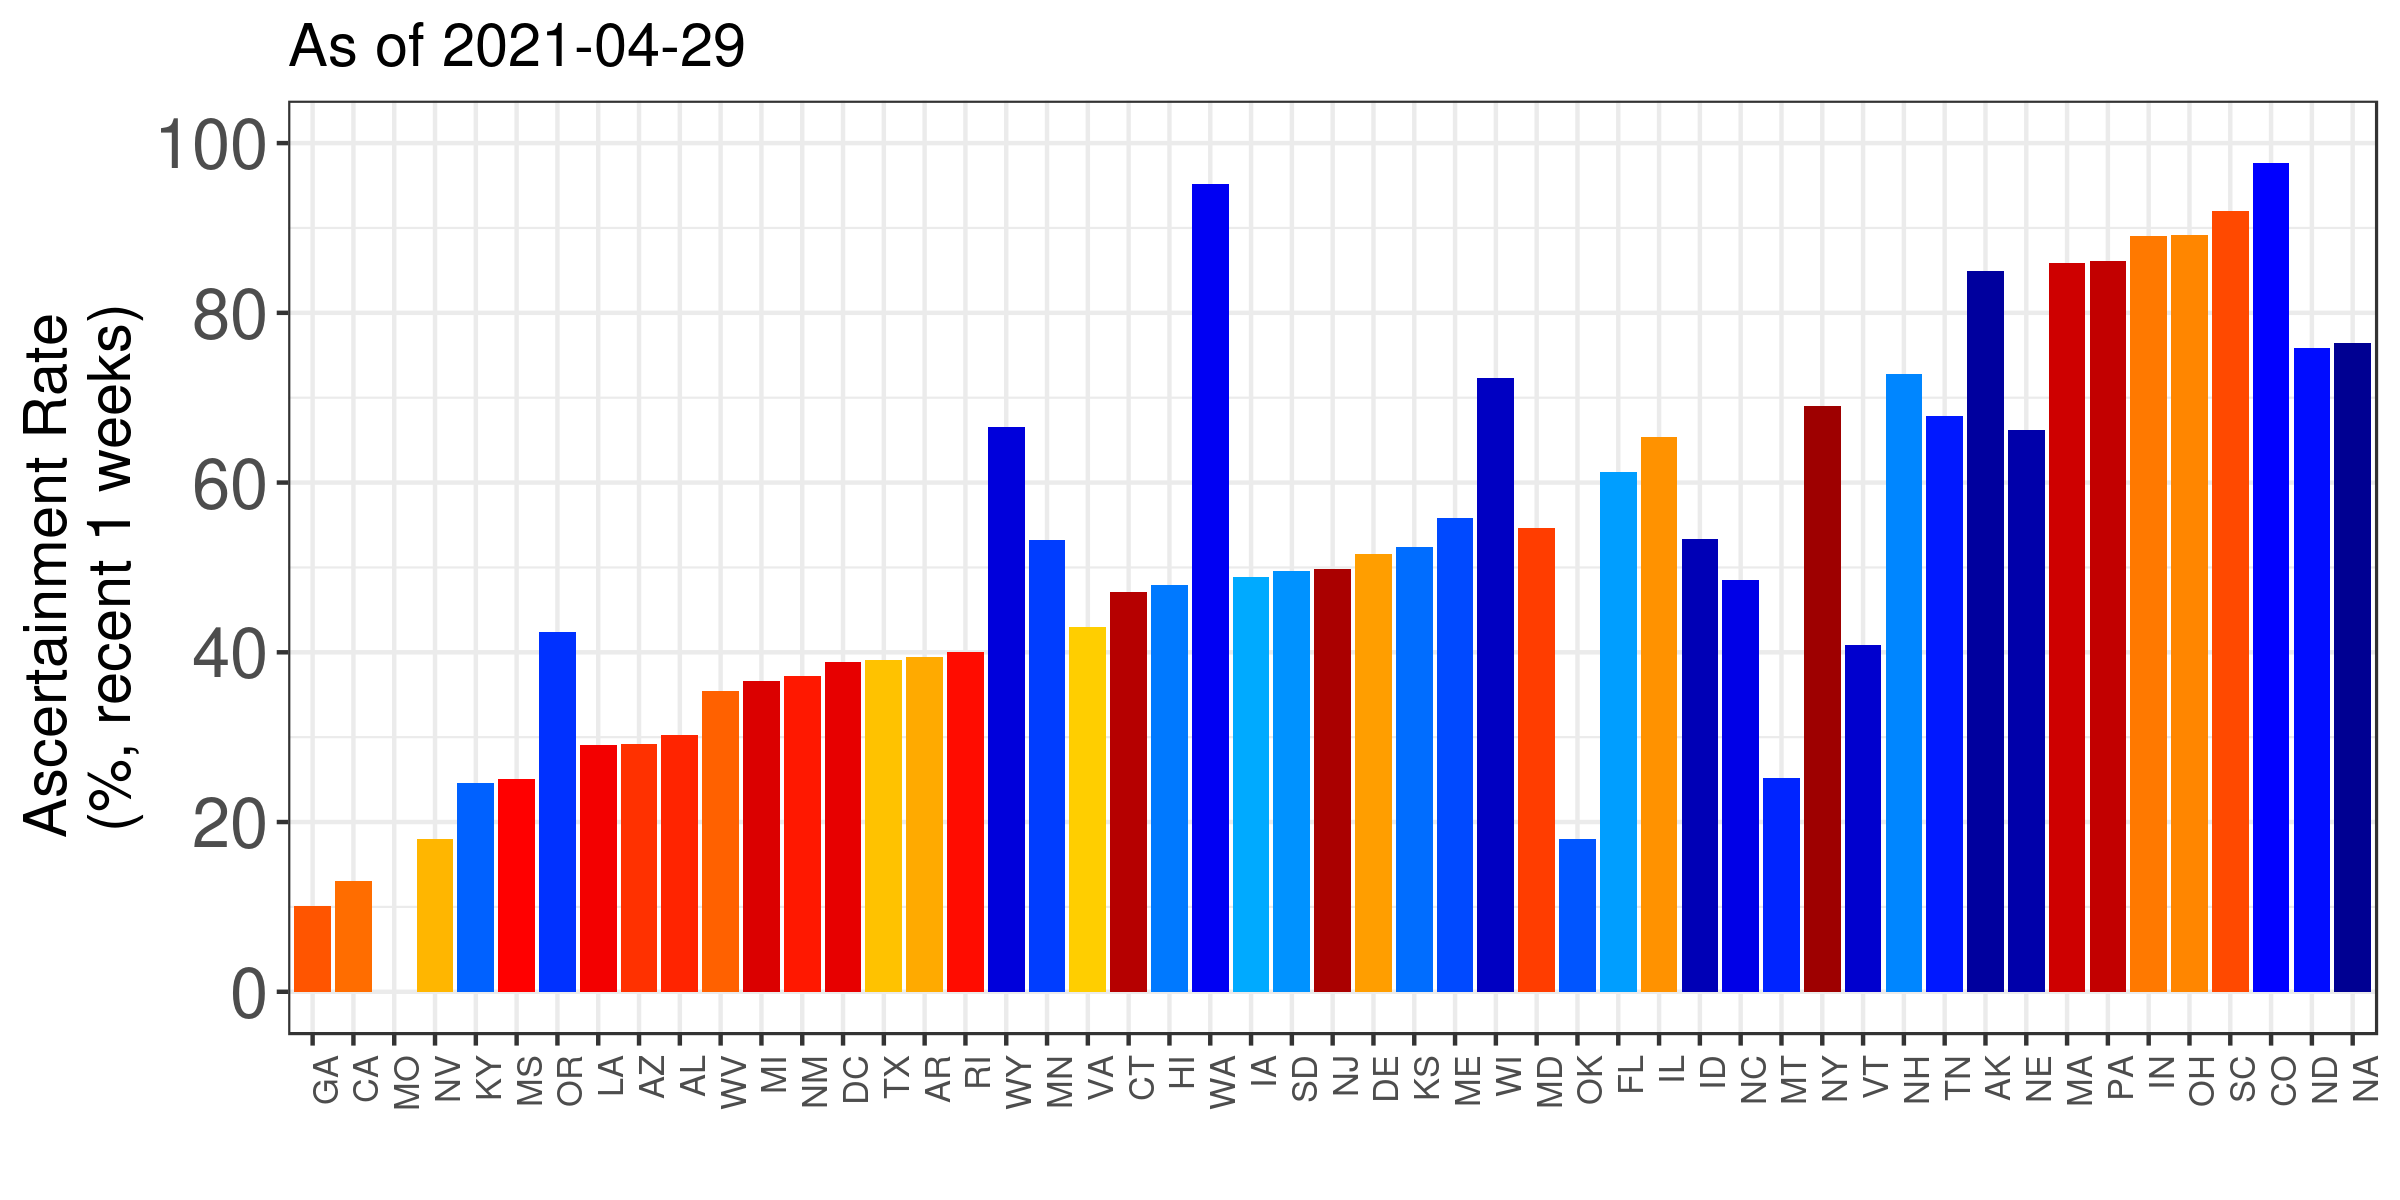 As of 2021-04-29
Ascertainment Rate
(%, recent 1 weeks)
100
80
60
40
20
0
GA CA MO NV KY MS OR LA AZ AL WV MI NM DC TX AR RI WY MN VA CT HI WA IA SD NJ DE KS ME WI MD OK FL IL ID NC MT NY VT NH TN AK NE MA PA IN OH SC CO ND NA